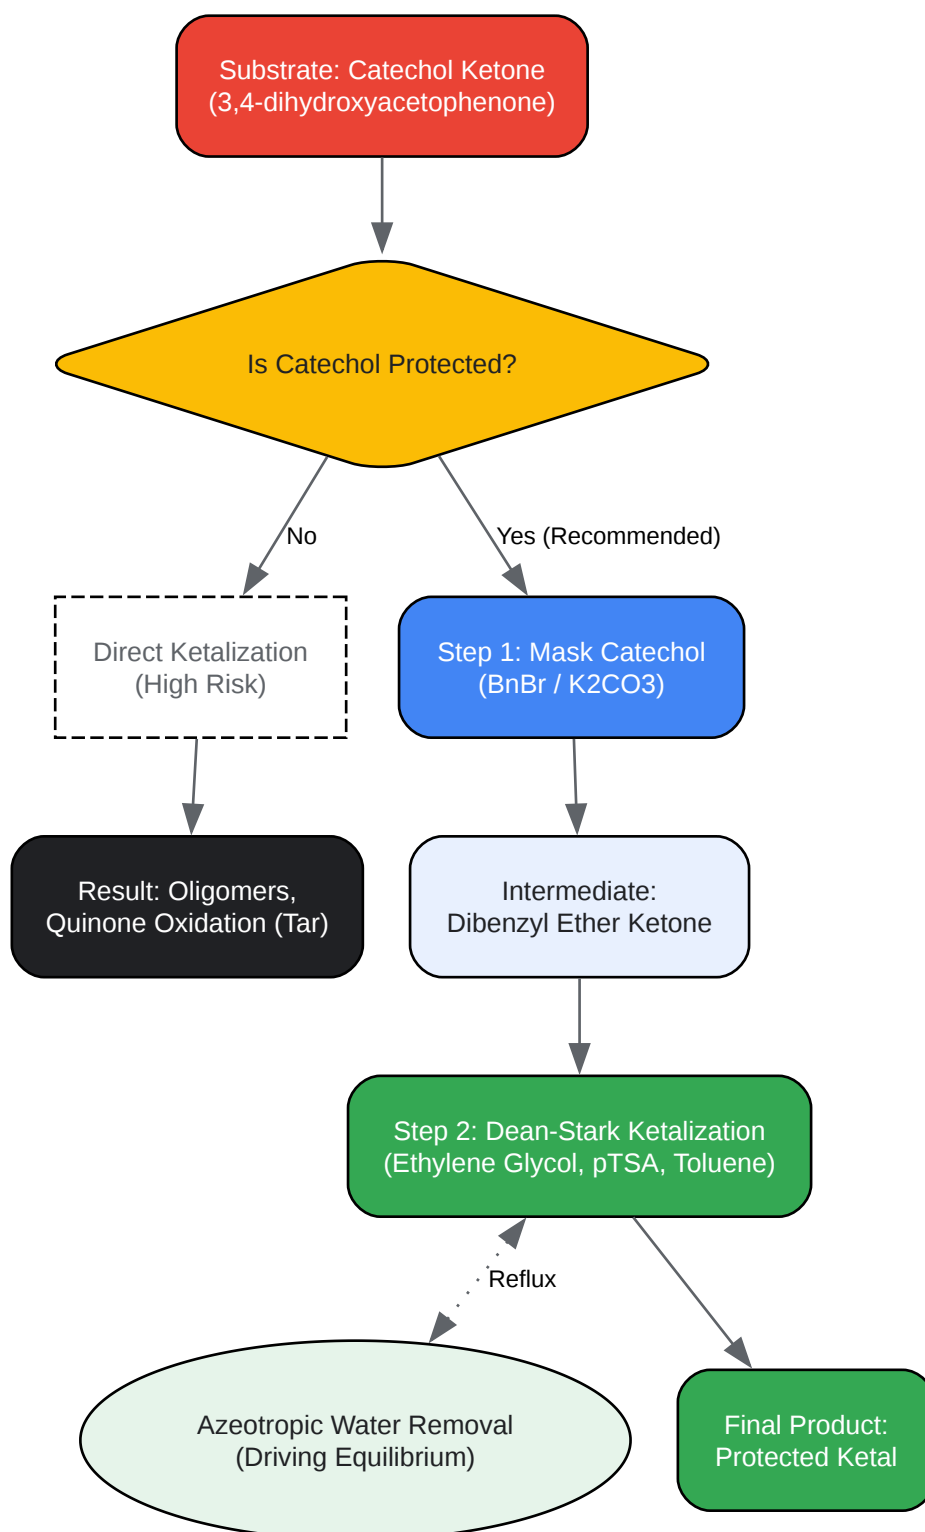 Substrate: Catechol Ketone
(3,4-dihydroxyacetophenone)
Is Catechol Protected?
No
Yes (Recommended)
Direct Ketalization
(High Risk)
Step 1: Mask Catechol
(BnBr / K2CO3)
Result: Oligomers,
Quinone Oxidation (Tar)
Intermediate:
Dibenzyl Ether Ketone
Step 2: Dean-Stark Ketalization
(Ethylene Glycol, pTSA, Toluene)
Reflux
Azeotropic Water Removal
(Driving Equilibrium)
Final Product:
Protected Ketal